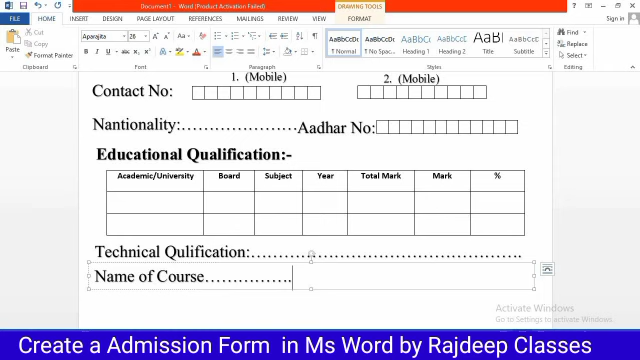 Document1 - Word (Product Activation Failed)
DRAWING TOOLS
FILE HOME INSERT DESIGN PAGE LAYOUT REFERENCES MAILINGS REVIEW VIEW FORMAT
Sign in
Cut
Copy
Format Painter
Paste
Clipboard
Aparajita 26
Font
Paragraph
AaBbCcDc AaBbCcDc AaBbCc AaBbCcC AaBl AaBbCcD
¶ Normal ¶ No Spac... Heading 1 Heading 2 Title Subtitle
Styles
Find
Replace
Select
Editing
1. (Mobile) 2. (Mobile)
Contact No:
Nantionality:…………………Aadhar No:
Educational Qualification:-
Academic/University Board Subject Year Total Mark Mark %
Technical Qulification:……………………………………………….
Name of Course…………….
Activate Windows
Go to Settings to activate Windows.
Create a Admission Form in Ms Word by Rajdeep Classes